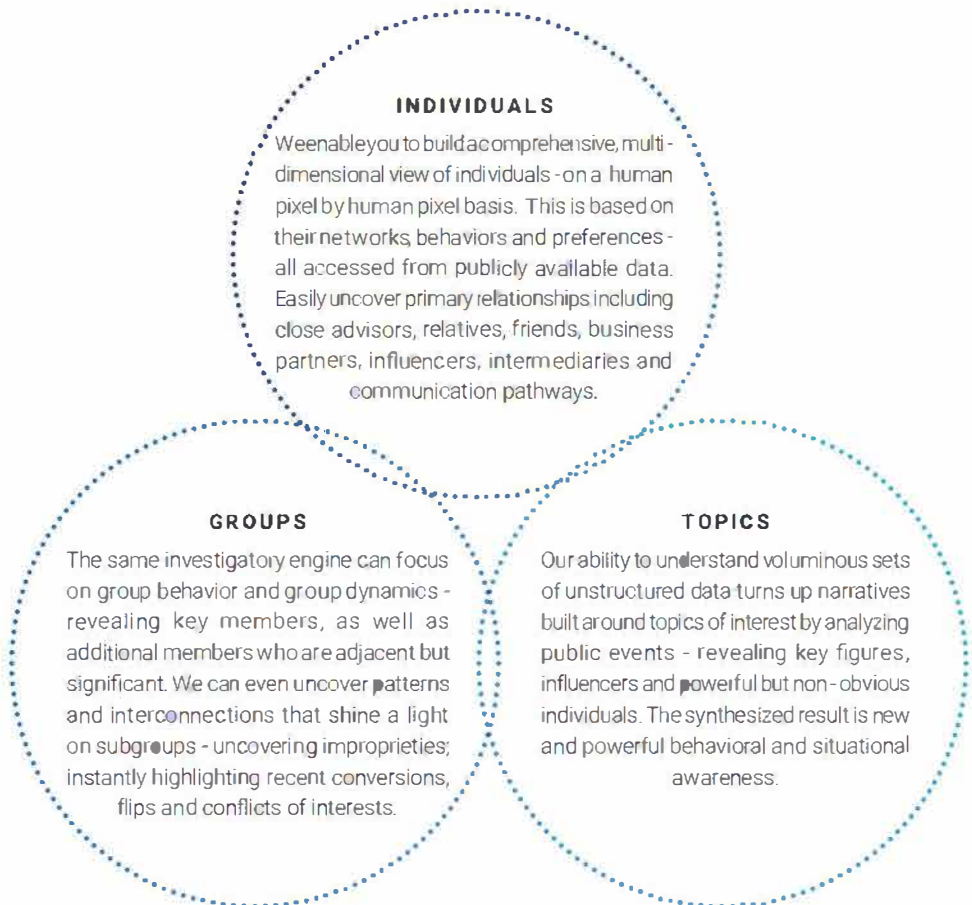 INDIVIDUALS
We enable you to build a comprehensive, multi-
dimensional view of individuals - on a human
pixel by human pixel basis. This is based on
their networks, behaviors and preferences -
all accessed from publicly available data.
Easily uncover primary relationships including
close advisors, relatives, friends, business
partners, influencers, intermediaries and
communication pathways.
GROUPS
The same investigatory engine can focus
on group behavior and group dynamics -
revealing key members, as well as
additional members who are adjacent but
significant. We can even uncover patterns
and interconnections that shine a light
on subgroups - uncovering improprieties;
instantly highlighting recent conversions,
flips and conflicts of interests.
TOPICS
Our ability to understand voluminous sets
of unstructured data turns up narratives
built around topics of interest by analyzing
public events - revealing key figures,
influencers and powerful but non-obvious
individuals. The synthesized result is new
and powerful behavioral and situational
awareness.